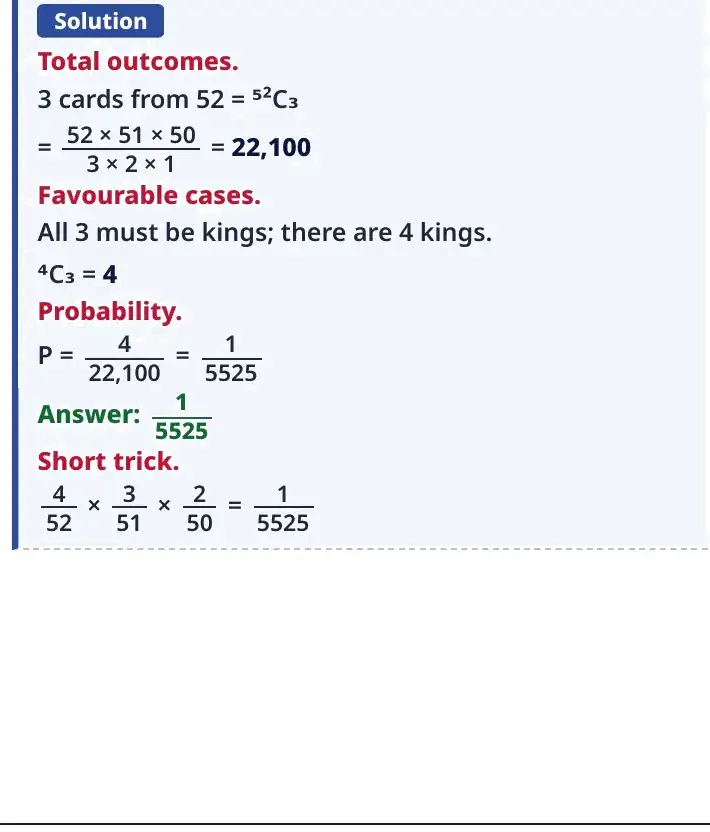 Solution
Total outcomes.
3 cards from 52 = ⁵²C₃
= 52 × 51 × 50 / 3 × 2 × 1 = 22,100
Favourable cases.
All 3 must be kings; there are 4 kings.
⁴C₃ = 4
Probability.
P = 4/22,100 = 1/5525
Answer: 1/5525
Short trick.
4/52 × 3/51 × 2/50 = 1/5525